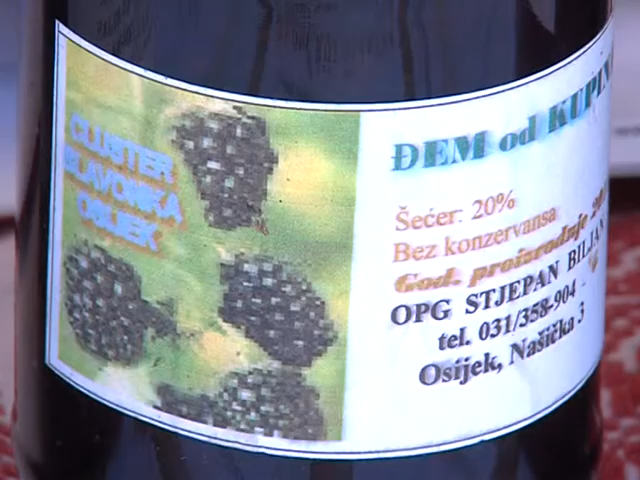 CLUSTER
SLAVONKA
OSIJEK
ĐEM od KUPIN
Šećer: 20%
Bez konzervansa
God. proizvodnje
OPG STJEPAN BILJAN
tel. 031/358-904
Osijek, Našička 3